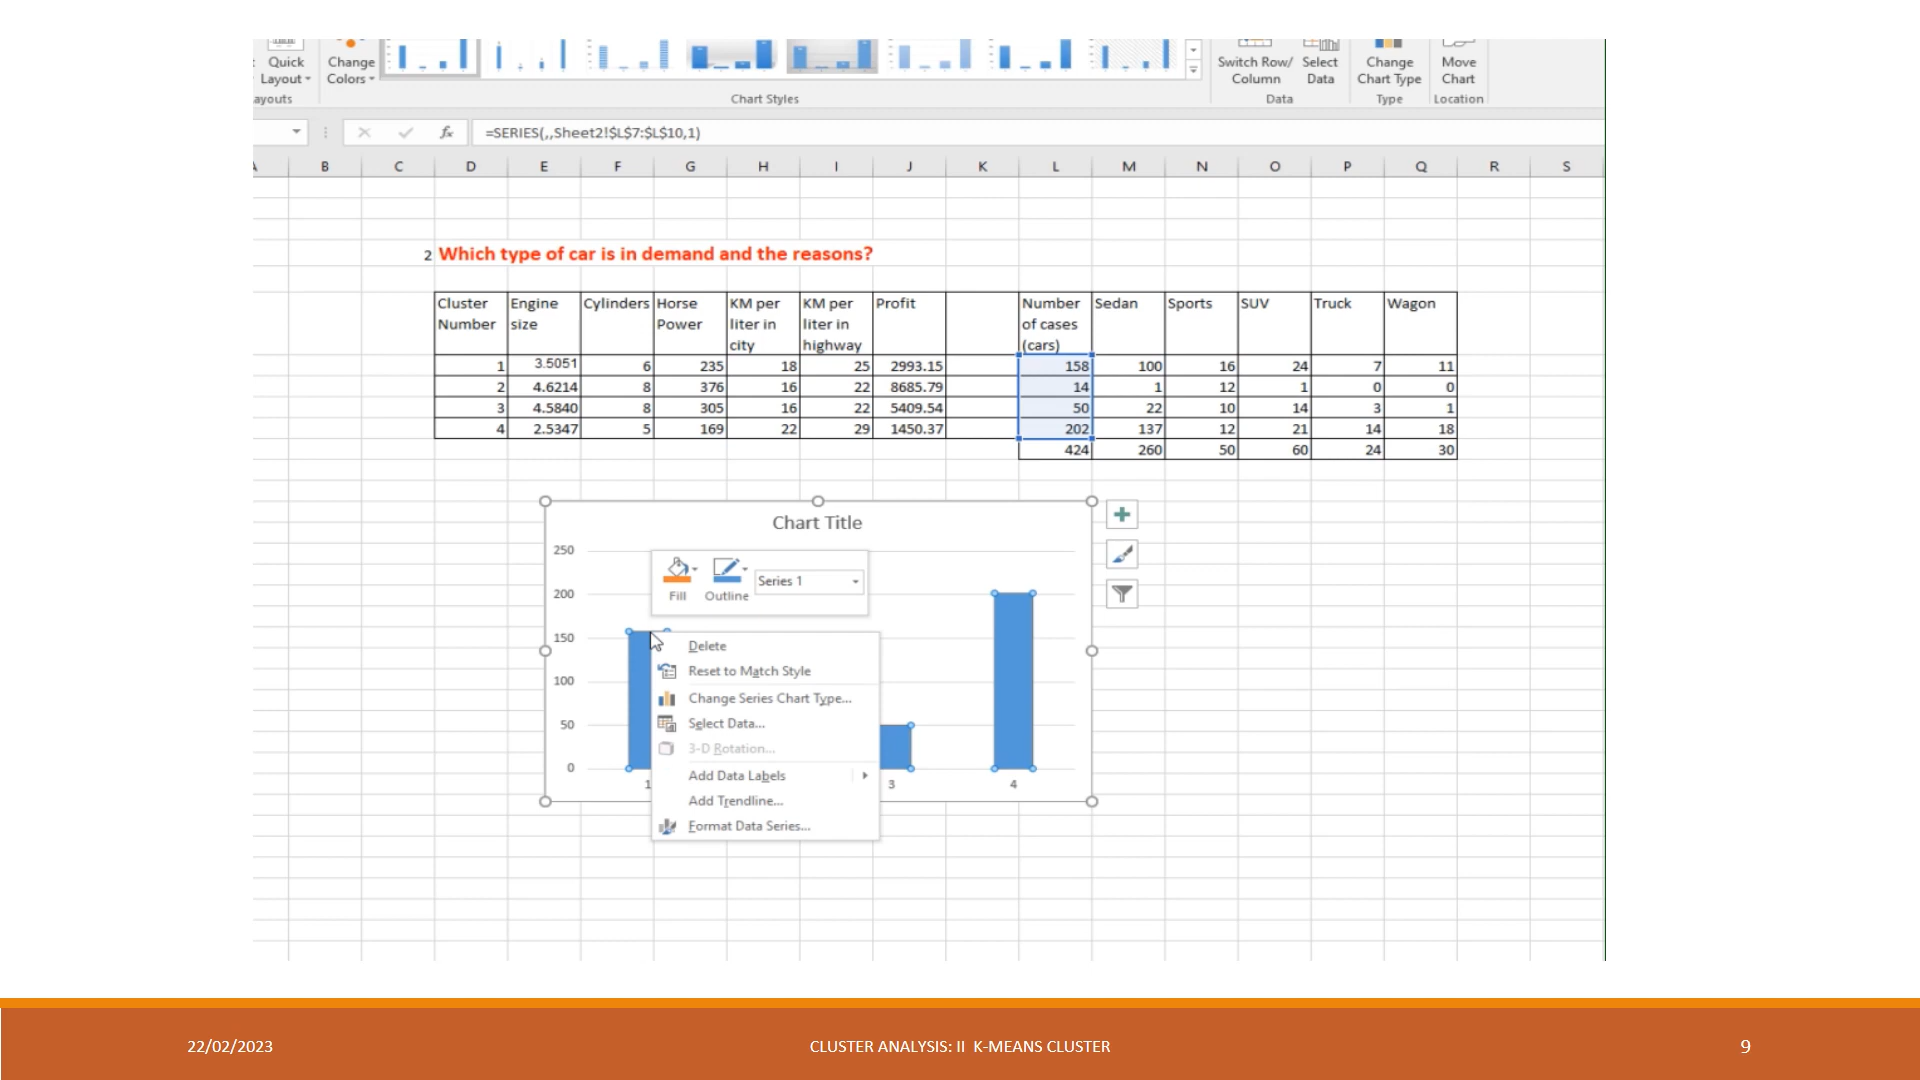 Quick Layout
Change Colors
Switch Row/ Column
Select Data
Change Chart Type
Move Chart
ayouts
Chart Styles
Data
Type
Location
fx =SERIES(,,Sheet2!$L$7:$L$10,1)
B C D E F G H I J K L M N O P Q R S
2 Which type of car is in demand and the reasons?
Cluster Number Engine size Cylinders Horse Power KM per liter in city KM per liter in highway Profit Number of cases (cars) Sedan Sports SUV Truck Wagon
1 3.5051 6 235 18 25 2993.15 158 100 16 24 7 11
2 4.6214 8 376 16 22 8685.79 14 1 12 1 0 0
3 4.5840 8 305 16 22 5409.54 50 22 10 14 3 1
4 2.5347 5 169 22 29 1450.37 202 137 12 21 14 18
424 260 50 60 24 30
Chart Title
250
200
150
100
50
0
1 3 4
Fill Outline Series 1
Delete
Reset to Match Style
Change Series Chart Type...
Select Data...
3-D Rotation...
Add Data Labels
Add Trendline...
Format Data Series...
22/02/2023 CLUSTER ANALYSIS: II K-MEANS CLUSTER 9